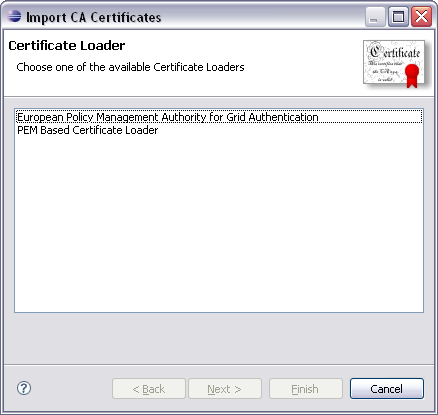 Import CA Certificates
Certificate Loader
Choose one of the available Certificate Loaders
Certificate
European Policy Management Authority for Grid Authentication
PEM Based Certificate Loader
< Back
Next >
Finish
Cancel